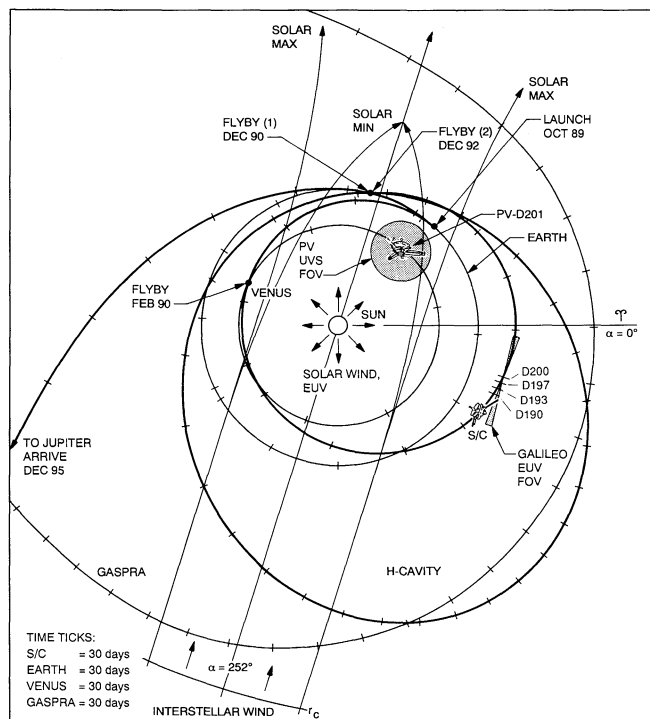 SOLAR
MAX
SOLAR
MAX
FLYBY (1)
DEC 90
SOLAR
MIN
FLYBY (2)
DEC 92
LAUNCH
OCT 89
PV-D201
EARTH
PV
UVS
FOV
FLYBY
FEB 90
VENUS
SUN
♈
α = 0°
SOLAR WIND,
EUV
D200
D197
D193
D190
S/C
TO JUPITER
ARRIVE
DEC 95
GALILEO
EUV
FOV
GASPRA
H-CAVITY
TIME TICKS:
S/C = 30 days
EARTH = 30 days
VENUS = 30 days
GASPRA = 30 days
α = 252°
INTERSTELLAR WIND
rc